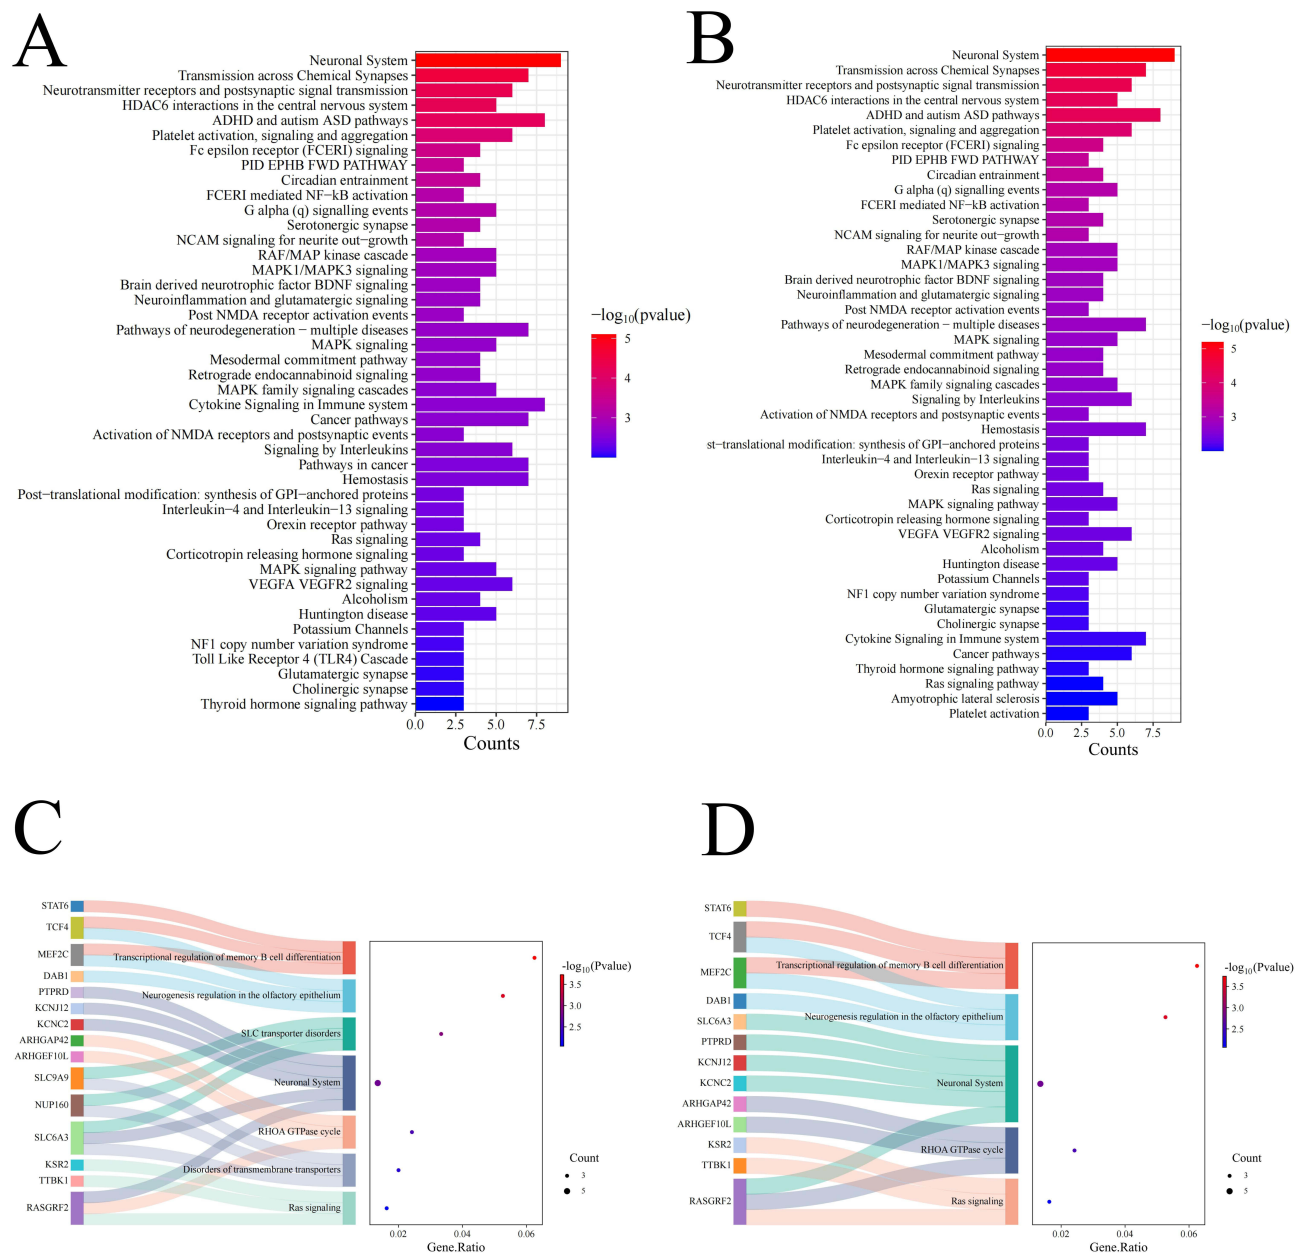 A
Neuronal System
Transmission across Chemical Synapses
Neurotransmitter receptors and postsynaptic signal transmission
HDAC6 interactions in the central nervous system
ADHD and autism ASD pathways
Platelet activation, signaling and aggregation
Fc epsilon receptor (FCERI) signaling
PID EPHB FWD PATHWAY
Circadian entrainment
FCERI mediated NF−kB activation
G alpha (q) signalling events
Serotonergic synapse
NCAM signaling for neurite out−growth
RAF/MAP kinase cascade
MAPK1/MAPK3 signaling
Brain derived neurotrophic factor BDNF signaling
Neuroinflammation and glutamatergic signaling
Post NMDA receptor activation events
Pathways of neurodegeneration − multiple diseases
MAPK signaling
Mesodermal commitment pathway
Retrograde endocannabinoid signaling
MAPK family signaling cascades
Cytokine Signaling in Immune system
Cancer pathways
Activation of NMDA receptors and postsynaptic events
Signaling by Interleukins
Pathways in cancer
Hemostasis
Post−translational modification: synthesis of GPI−anchored proteins
Interleukin−4 and Interleukin−13 signaling
Orexin receptor pathway
Ras signaling
Corticotropin releasing hormone signaling
MAPK signaling pathway
VEGFA VEGFR2 signaling
Alcoholism
Huntington disease
Potassium Channels
NF1 copy number variation syndrome
Toll Like Receptor 4 (TLR4) Cascade
Glutamatergic synapse
Cholinergic synapse
Thyroid hormone signaling pathway
0.0 2.5 5.0 7.5
Counts
−log10(pvalue)
5
4
3
B
Neuronal System
Transmission across Chemical Synapses
Neurotransmitter receptors and postsynaptic signal transmission
HDAC6 interactions in the central nervous system
ADHD and autism ASD pathways
Platelet activation, signaling and aggregation
Fc epsilon receptor (FCERI) signaling
PID EPHB FWD PATHWAY
Circadian entrainment
G alpha (q) signalling events
FCERI mediated NF−kB activation
Serotonergic synapse
NCAM signaling for neurite out−growth
RAF/MAP kinase cascade
MAPK1/MAPK3 signaling
Brain derived neurotrophic factor BDNF signaling
Neuroinflammation and glutamatergic signaling
Post NMDA receptor activation events
Pathways of neurodegeneration − multiple diseases
MAPK signaling
Mesodermal commitment pathway
Retrograde endocannabinoid signaling
MAPK family signaling cascades
Signaling by Interleukins
Activation of NMDA receptors and postsynaptic events
Hemostasis
st−translational modification: synthesis of GPI−anchored proteins
Interleukin−4 and Interleukin−13 signaling
Orexin receptor pathway
Ras signaling
MAPK signaling pathway
Corticotropin releasing hormone signaling
VEGFA VEGFR2 signaling
Alcoholism
Huntington disease
Potassium Channels
NF1 copy number variation syndrome
Glutamatergic synapse
Cholinergic synapse
Cytokine Signaling in Immune system
Cancer pathways
Thyroid hormone signaling pathway
Ras signaling pathway
Amyotrophic lateral sclerosis
Platelet activation
0.0 2.5 5.0 7.5
Counts
−log10(pvalue)
5
4
3
C
STAT6
TCF4
MEF2C
DAB1
PTPRD
KCNJ12
KCNC2
ARHGAP42
ARHGEF10L
SLC9A9
NUP160
SLC6A3
KSR2
TTBK1
RASGRF2
Transcriptional regulation of memory B cell differentiation
Neurogenesis regulation in the olfactory epithelium
SLC transporter disorders
Neuronal System
RHOA GTPase cycle
Disorders of transmembrane transporters
Ras signaling
0.02 0.04 0.06
Gene.Ratio
-log10(Pvalue)
3.5
3.0
2.5
Count
3
5
D
STAT6
TCF4
MEF2C
DAB1
SLC6A3
PTPRD
KCNJ12
KCNC2
ARHGAP42
ARHGEF10L
KSR2
TTBK1
RASGRF2
Transcriptional regulation of memory B cell differentiation
Neurogenesis regulation in the olfactory epithelium
Neuronal System
RHOA GTPase cycle
Ras signaling
0.02 0.04 0.06
Gene.Ratio
-log10(Pvalue)
3.5
3.0
2.5
Count
3
5